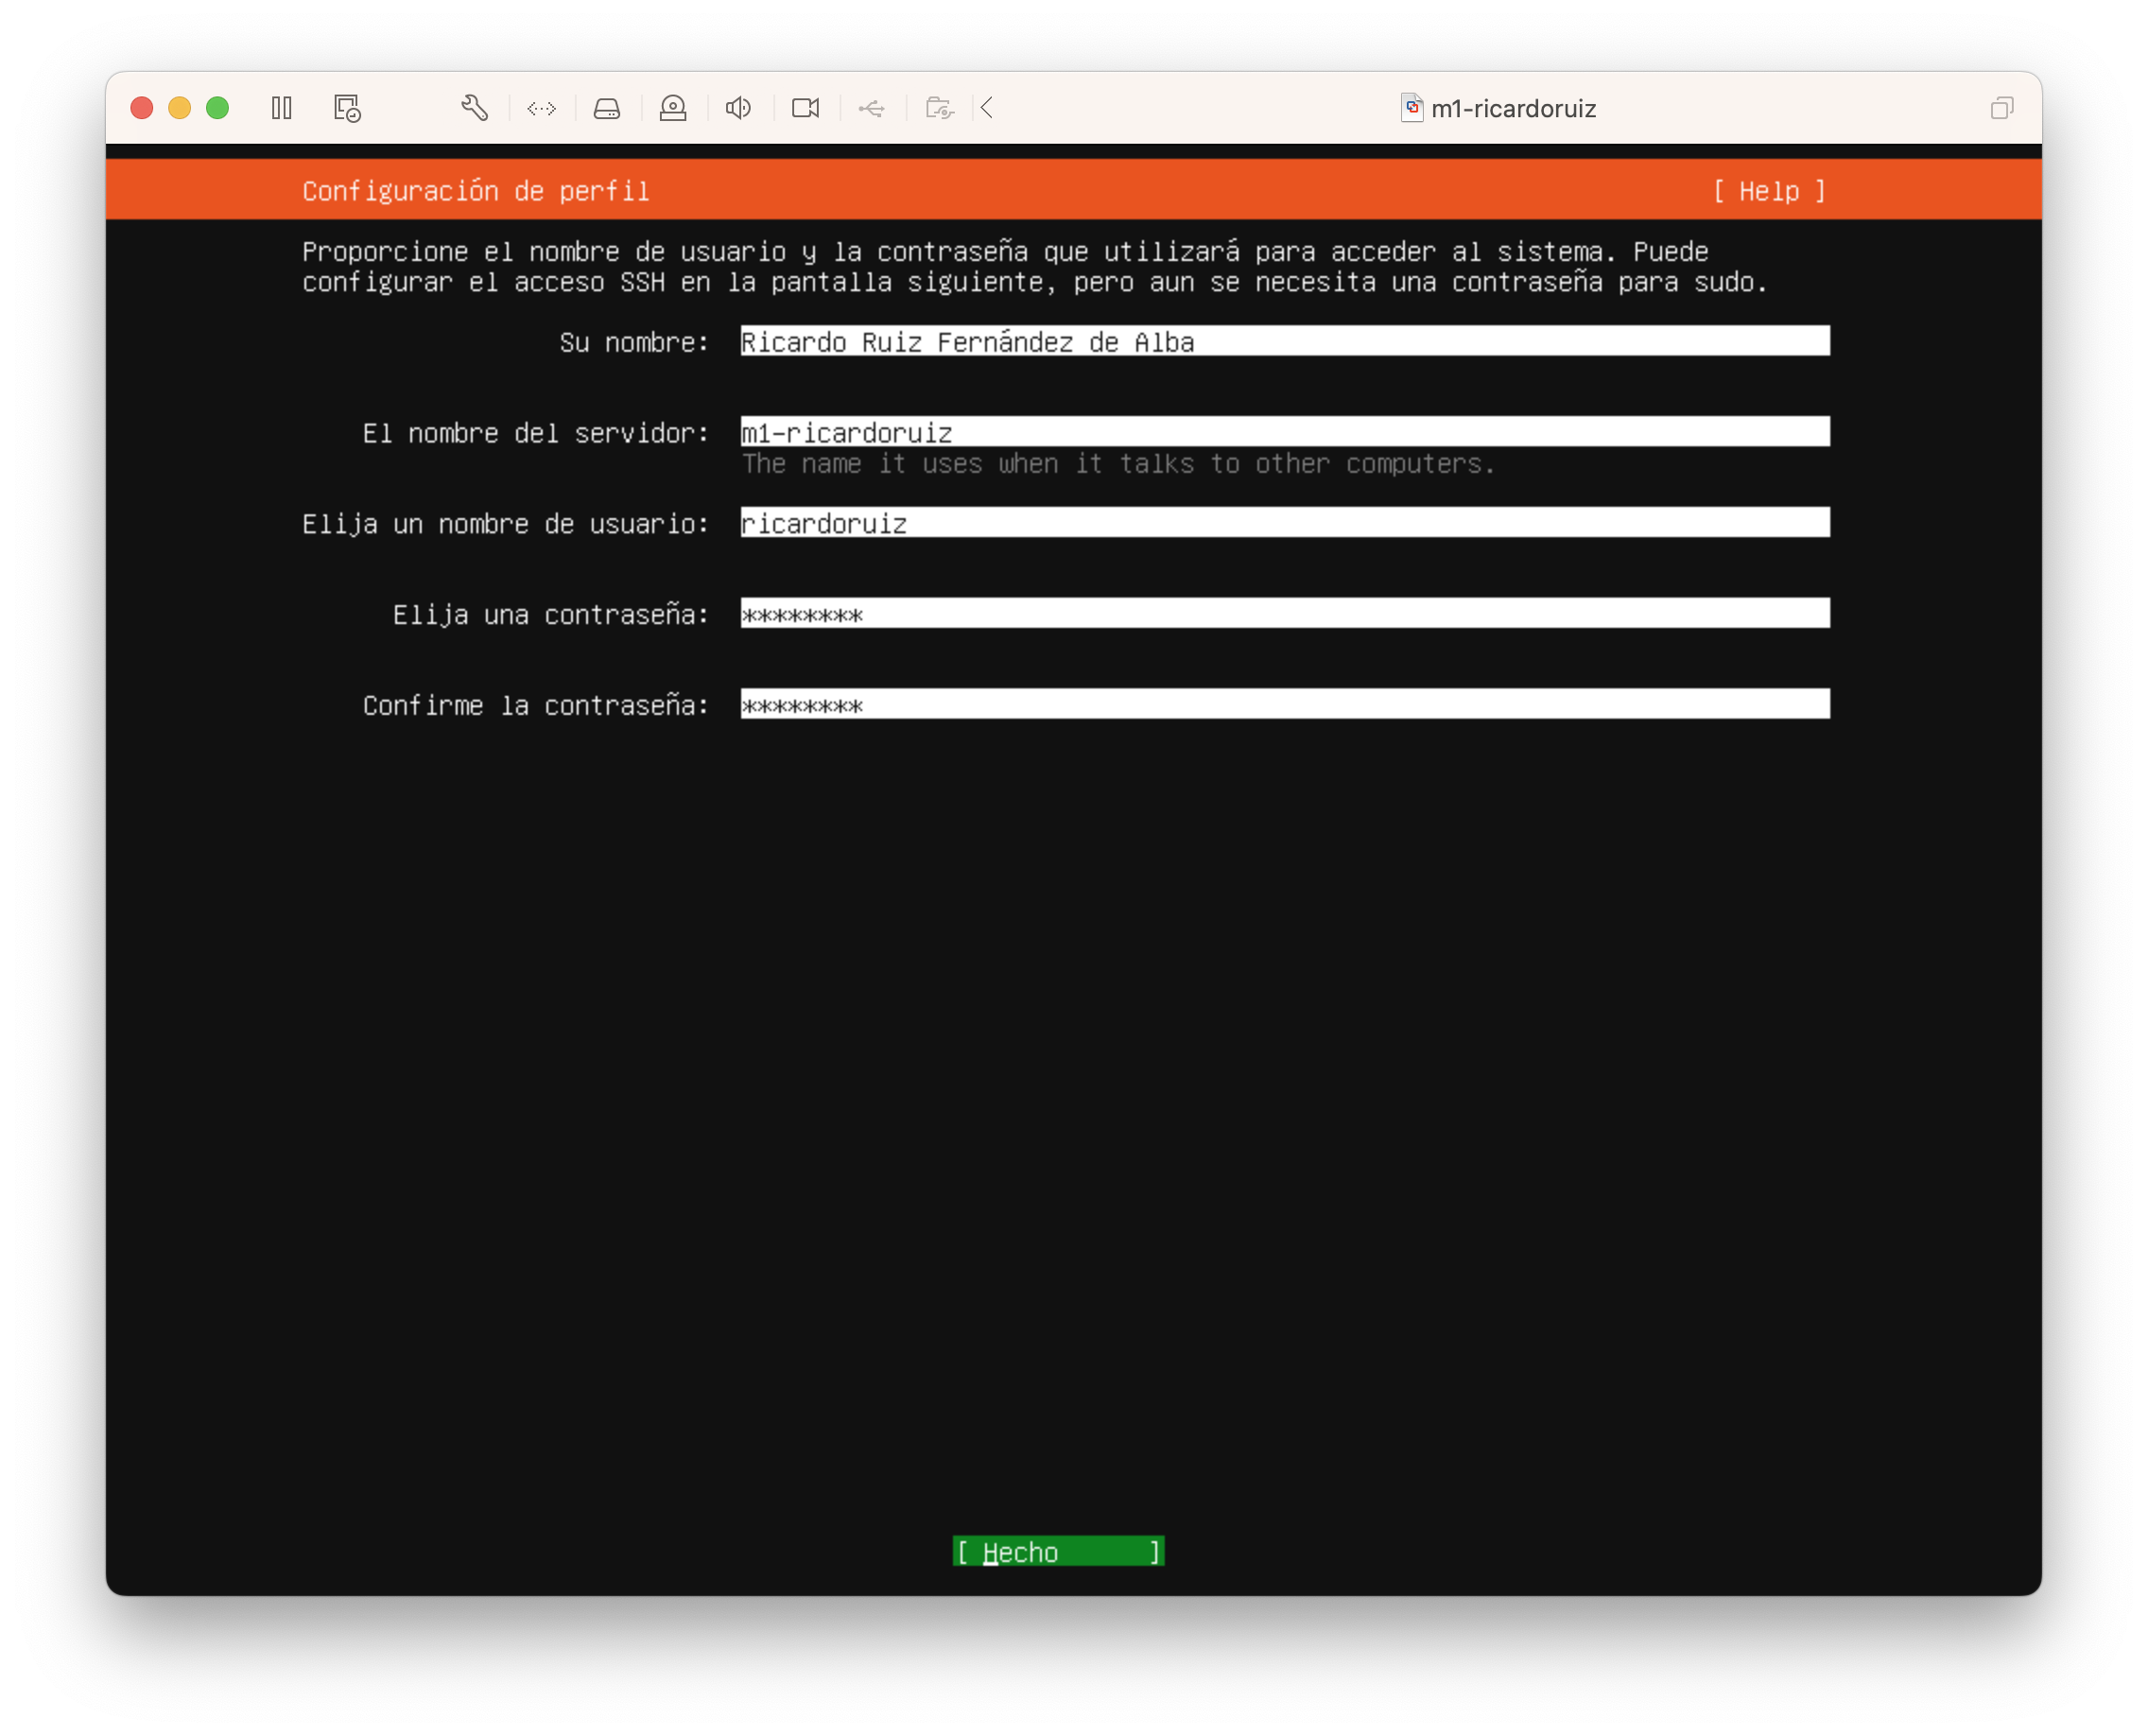 m1-ricardoruiz
Configuración de perfil [ Help ]
Proporcione el nombre de usuario y la contraseña que utilizará para acceder al sistema. Puede
configurar el acceso SSH en la pantalla siguiente, pero aun se necesita una contraseña para sudo.
Su nombre: Ricardo Ruiz Fernández de Alba
El nombre del servidor: m1-ricardoruiz
The name it uses when it talks to other computers.
Elija un nombre de usuario: ricardoruiz
Elija una contraseña: ********
Confirme la contraseña: ********
[ Hecho ]